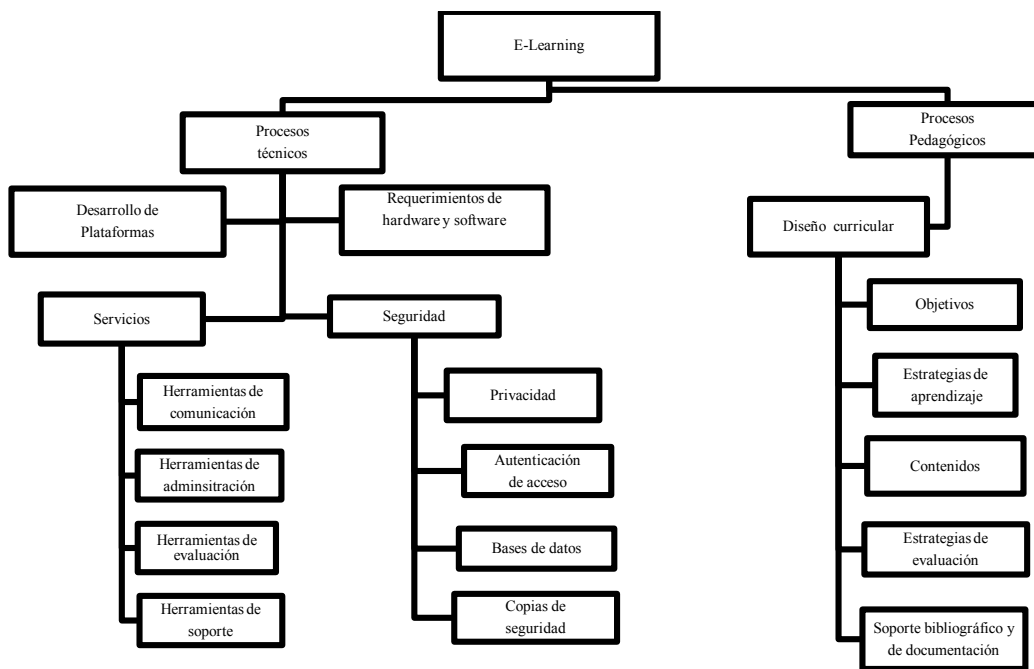 E-Learning
Procesos
técnicos
Procesos
Pedagógicos
Desarrollo de
Plataformas
Requerimientos de
hardware y software
Diseño curricular
Servicios
Seguridad
Objetivos
Herramientas de
comunicación
Privacidad
Estrategias de
aprendizaje
Herramientas de
adminsitración
Autenticación
de acceso
Contenidos
Herramientas de
evaluación
Bases de datos
Estrategias de
evaluación
Herramientas de
soporte
Copias de
seguridad
Soporte bibliográfico y
de documentación